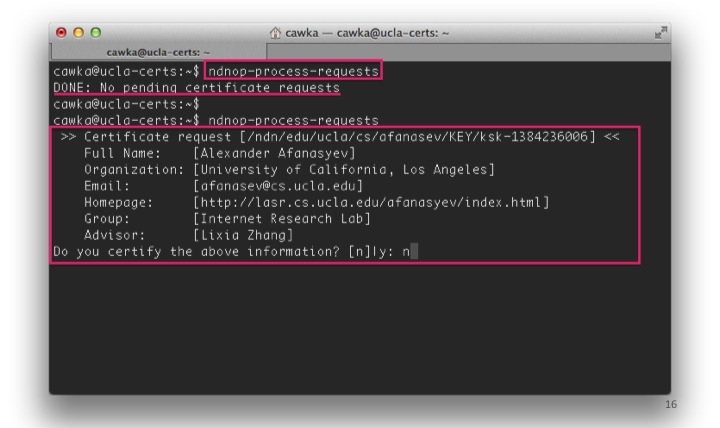 cawka — cawka@ucla-certs: ~
cawka@ucla-certs: ~
cawka@ucla-certs:~$ ndnop-process-requests
DONE: No pending certificate requests
cawka@ucla-certs:~$
cawka@ucla-certs:~$ ndnop-process-requests
>> Certificate request [/ndn/edu/ucla/cs/afanasev/KEY/ksk-1384236006] <<
Full Name: [Alexander Afanasyev]
Organization: [University of California, Los Angeles]
Email: [afanasev@cs.ucla.edu]
Homepage: [http://lasr.cs.ucla.edu/afanasyev/index.html]
Group: [Internet Research Lab]
Advisor: [Lixia Zhang]
Do you certify the above information? [n]|y: n
16